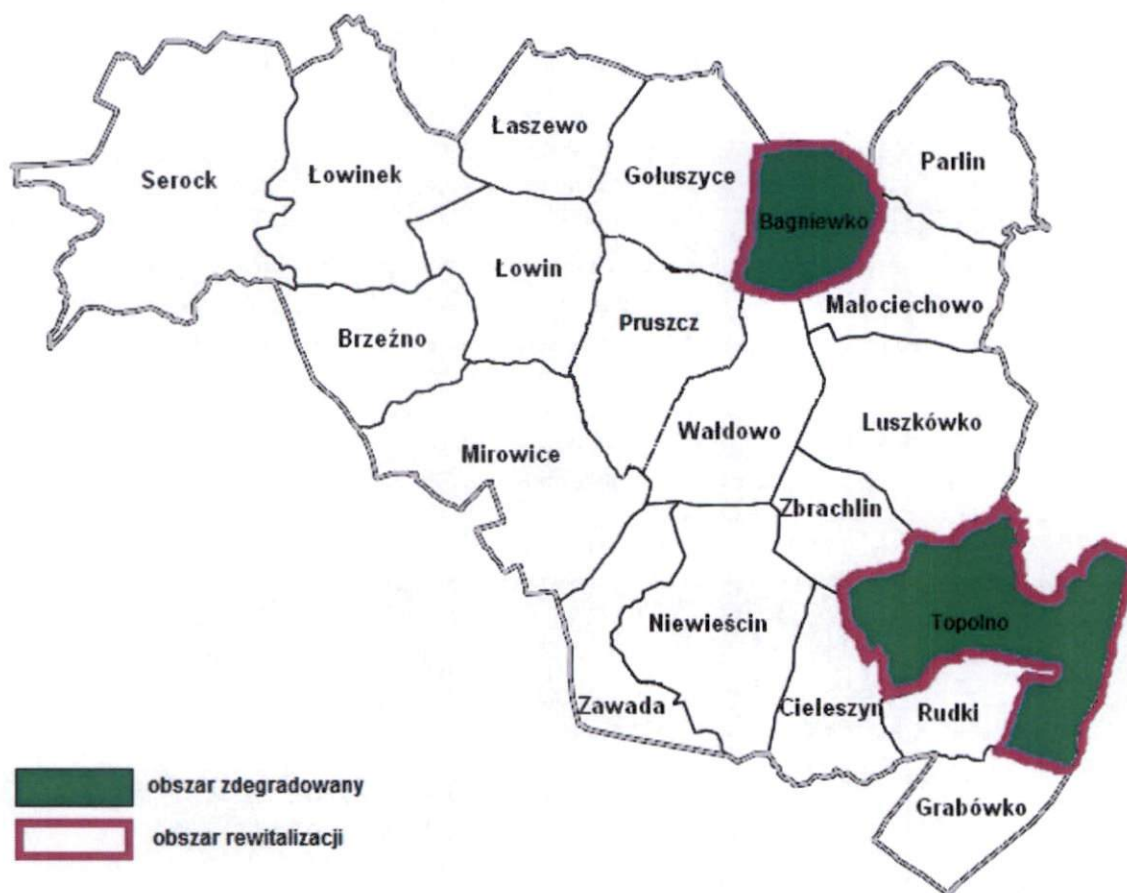 Łaszewo
Parlin
Serock
Łowinek
Gołuszyce
Bagniewko
Łowin
Małociechowo
Pruszcz
Brzeźno
Luszkówko
Wałdowo
Mirowice
Zbrachlin
Niewieścin
Topolno
Zawada
Cieleszyn
Rudki
Grabówko
obszar zdegradowany
obszar rewitalizacji